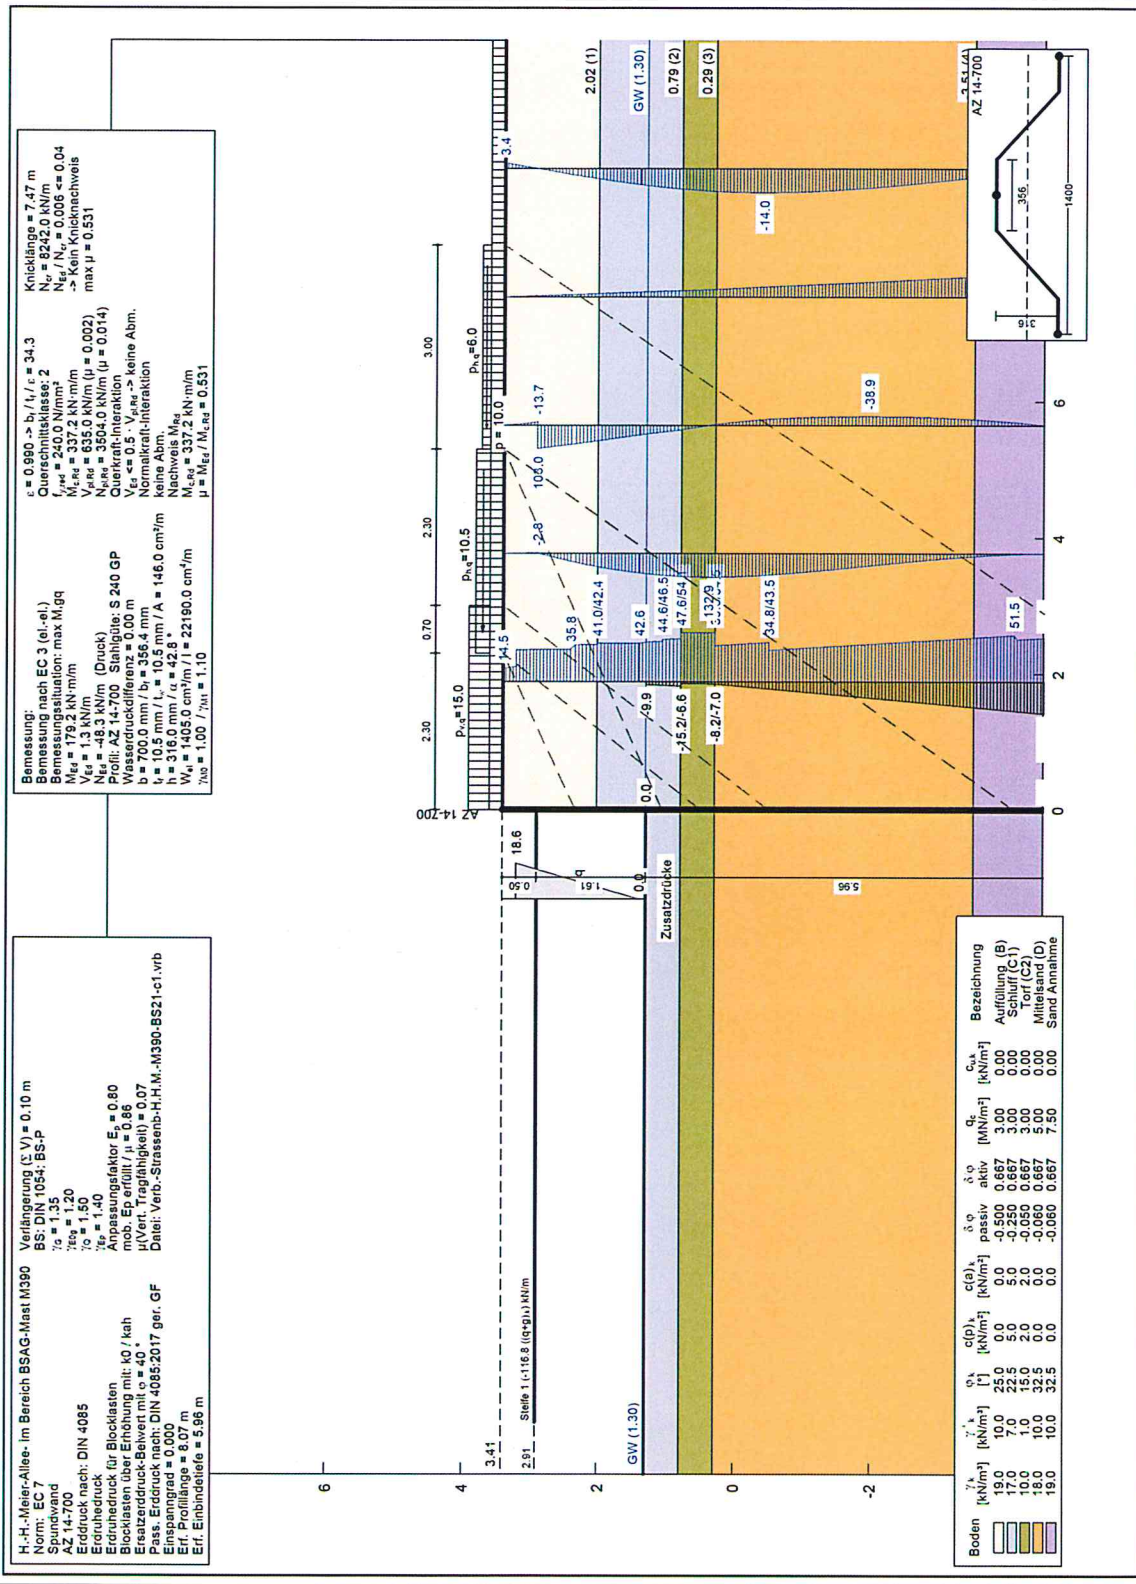 H.-H.-Meier-Allee- im Bereich BSAG-Mast M390
Norm: EC 7
Spundwand
AZ 14-700
Erddruck nach: DIN 4085
Erdruhedruck
Erdruhedruck für Blocklasten
Blocklasten über Erhöhung mit: k0 / kah
Ersatzerddruck-Beiwert mit φ = 40 °
Pass. Erddruck nach: DIN 4085:2017 ger. GF
Einspanngrad = 0.000
Erf. Profillänge = 8.07 m
Erf. Einbindetiefe = 5.96 m
Verlängerung (Σ V) = 0.10 m
BS: DIN 1054: BS-P
γG = 1.35
γE0g = 1.20
γQ = 1.50
γEp = 1.40
Anpassungsfaktor Ep = 0.80
mob. Ep erfüllt / μ = 0.86
μ(Vert. Tragfähigkeit) = 0.07
Datei: Verb.-Strassenb-H.H.M.-M390-BS21-c1.vrb
Bemessung:
Bemessung nach EC 3 (el.-el.)
Bemessungssituation: max M,gq
MEd = 179.2 kN·m/m
VEd = 1.3 kN/m
NEd = -48.3 kN/m (Druck)
Profil: AZ 14-700 Stahlgüte: S 240 GP
Wasserdruckdifferenz = 0.00 m
b = 700.0 mm / bf = 356.4 mm
tf = 10.5 mm / tw = 10.5 mm / A = 146.0 cm²/m
h = 316.0 mm / α = 42.8 °
Wel = 1405.0 cm³/m / I = 22190.0 cm⁴/m
γM0 = 1.00 / γM1 = 1.10
ε = 0.990 -> bf / tf / ε = 34.3
Querschnittsklasse: 2
fy,red = 240.0 N/mm²
Mc,Rd = 337.2 kN·m/m
Vpl,Rd = 635.0 kN/m (μ = 0.002)
Npl,Rd = 3504.0 kN/m (μ = 0.014)
Querkraft-Interaktion
VEd <= 0.5 · Vpl,Rd -> keine Abm.
Normalkraft-Interaktion
keine Abm.
Nachweis MRd
Mc,Rd = 337.2 kN·m/m
μ = MEd / Mc,Rd = 0.531
Knicklänge = 7.47 m
Ncr = 8242.0 kN/m
NEd / Ncr = 0.006 <= 0.04
-> Kein Knicknachweis
max μ = 0.531
2.30
0.70
2.30
3.00
pv,q=15.0
ph,q=10.5
p = 10.0
ph,q=6.0
AZ 14-700
14.5
35.8
41.0/42.4
42.6
44.6/46.5
47.6/54
132.9
34.8/43.5
51.5
0.0
-9.9
-15.2/-6.6
-8.2/-7.0
-2.8
105.0
-13.7
-38.9
3.4
-14.0
2.02 (1)
GW (1.30)
0.79 (2)
0.29 (3)
3.51 (4)
3.41
2.91
Steife 1 (-116.8 ((q+g)k) kN/m
GW (1.30)
18.6
0.50
1.61
q
0.0
5.96
Zusatzdrücke
6
4
2
0
-2
0
2
4
6
AZ 14-700
356
316
1400
Boden γk [kN/m³] γ'k [kN/m³] φk [°] c(p)k [kN/m²] c(a)k [kN/m²] δ/φ passiv δ/φ aktiv qc [MN/m²] cu,k [kN/m²] Bezeichnung
19.0 10.0 25.0 0.0 0.0 -0.500 0.667 3.00 0.00 Auffüllung (B)
17.0 7.0 22.5 5.0 5.0 -0.250 0.667 3.00 0.00 Schluff (C1)
10.0 1.0 15.0 2.0 2.0 -0.050 0.667 3.00 0.00 Torf (C2)
18.0 10.0 32.5 0.0 0.0 -0.060 0.667 5.00 0.00 Mittelsand (D)
19.0 10.0 32.5 0.0 0.0 -0.060 0.667 7.50 0.00 Sand Annahme